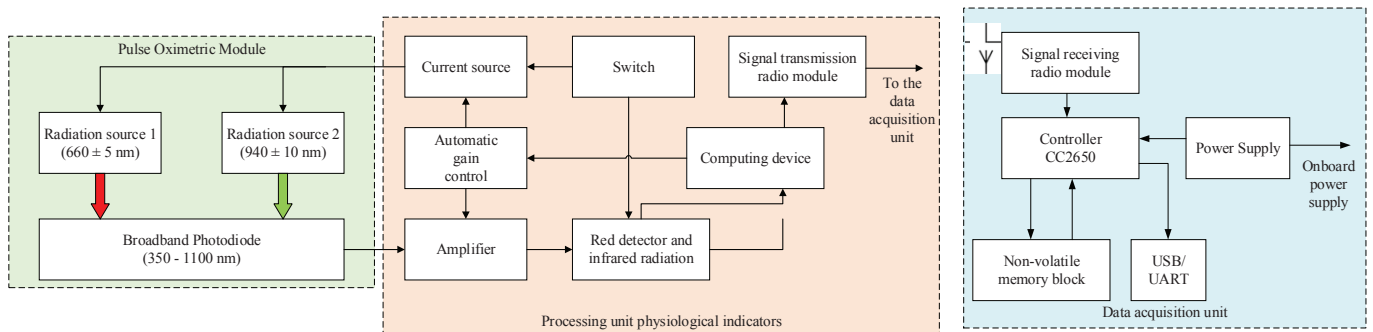 Pulse Oximetric Module
Radiation source 1
(660 ± 5 nm)
Radiation source 2
(940 ± 10 nm)
Broadband Photodiode
(350 - 1100 nm)
Current source
Switch
Signal transmission
radio module
To the
data
acquisition
unit
Automatic
gain
control
Computing device
Amplifier
Red detector and
infrared radiation
Processing unit physiological indicators
Signal receiving
radio module
Controller
CC2650
Power Supply
Onboard
power
supply
Non-volatile
memory block
USB/
UART
Data acquisition unit